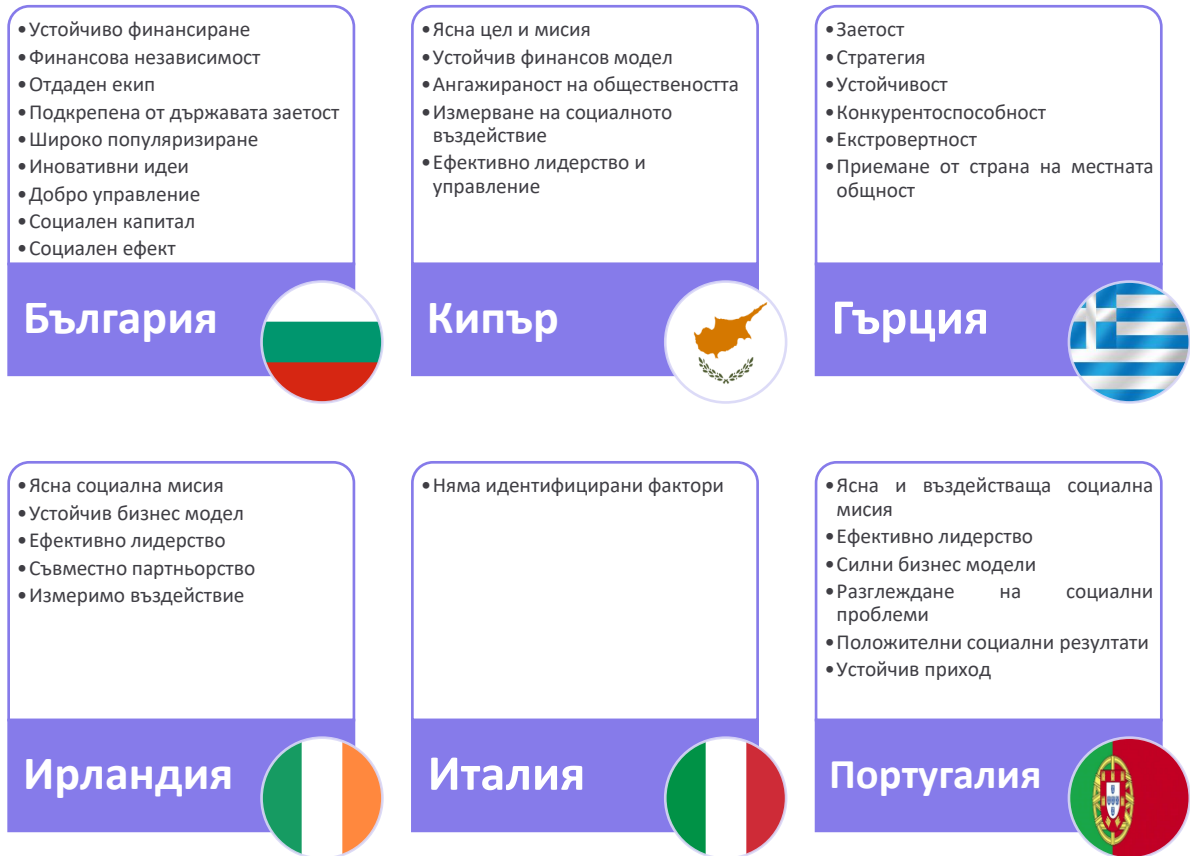 •Устойчиво финансиране
•Финансова независимост
•Отдаден екип
•Подкрепена от държавата заетост
•Широко популяризиране
•Иновативни идеи
•Добро управление
•Социален капитал
•Социален ефект
България
•Ясна цел и мисия
•Устойчив финансов модел
•Ангажираност на обществеността
•Измерване на социалното
въздействие
•Ефективно лидерство и
управление
Кипър
•Заетост
•Стратегия
•Устойчивост
•Конкурентоспособност
•Екстровертност
•Приемане от страна на местната
общност
Гърция
•Ясна социална мисия
•Устойчив бизнес модел
•Ефективно лидерство
•Съвместно партньорство
•Измеримо въздействие
Ирландия
•Няма идентифицирани фактори
Италия
•Ясна и въздействаща социална
мисия
•Ефективно лидерство
•Силни бизнес модели
•Разглеждане на социални
проблеми
•Положителни социални резултати
•Устойчив приход
Португалия